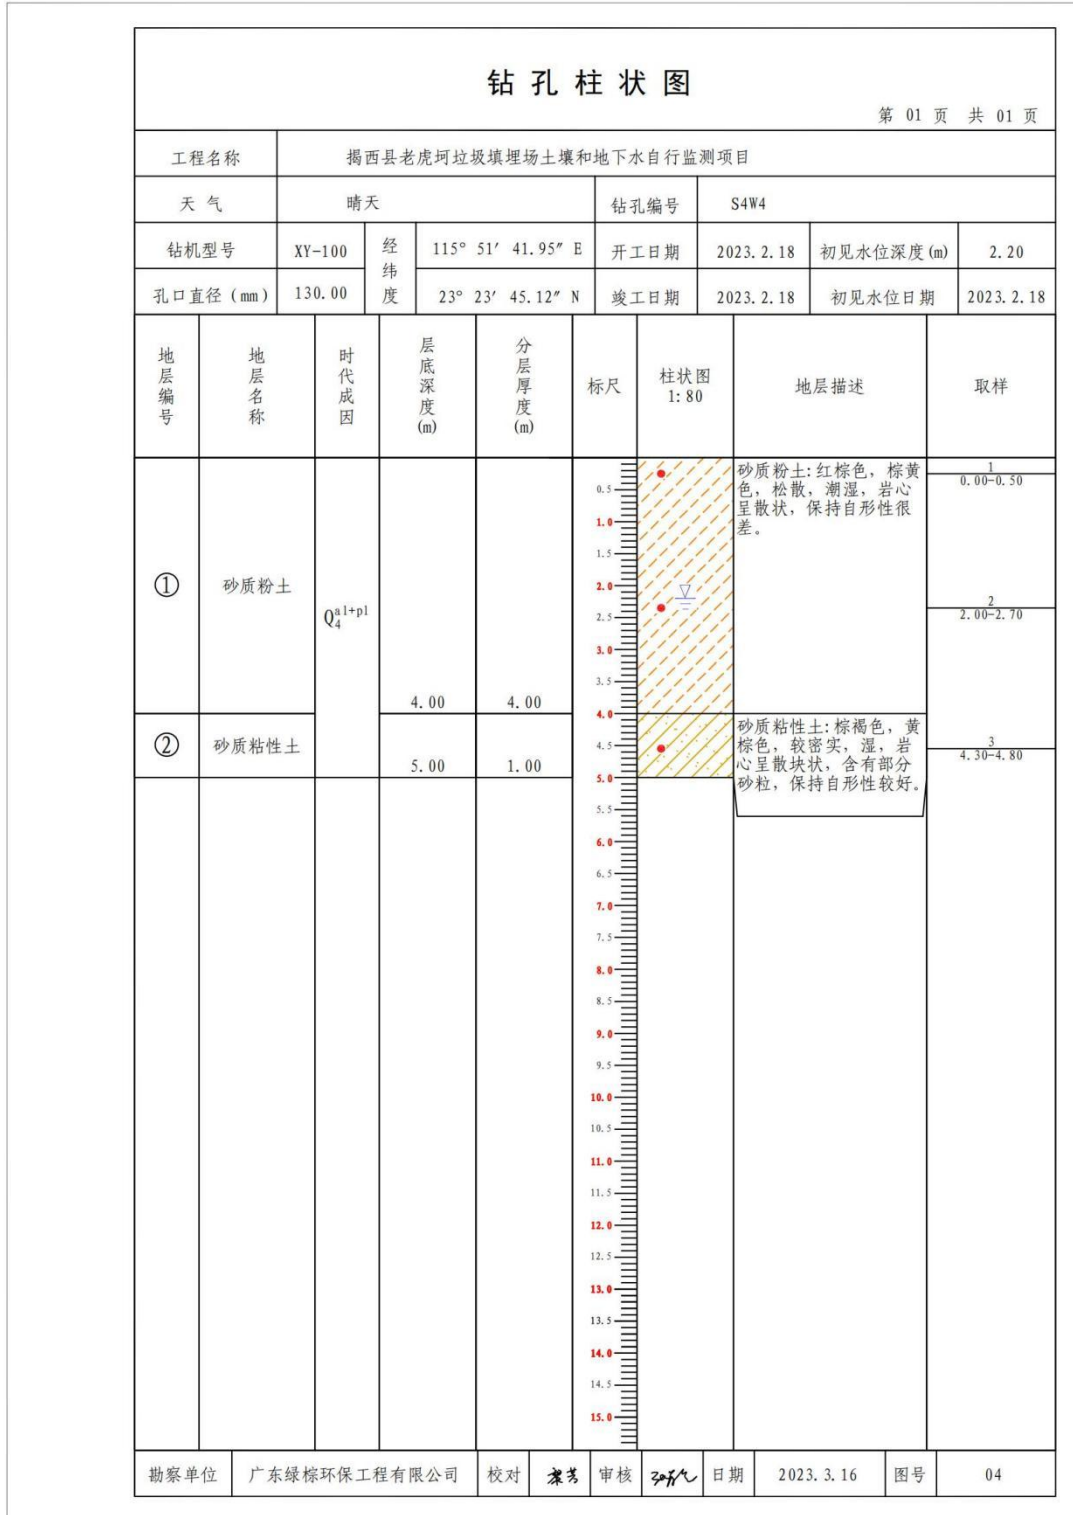 钻孔柱状图
第 01 页 共 01 页
工程名称 揭西县老虎坷垃圾填埋场土壤和地下水自行监测项目
天 气 晴天 钻孔编号 S4W4
钻机型号 XY-100 经纬度 115° 51′ 41.95″ E 开工日期 2023.2.18 初见水位深度(m) 2.20
孔口直径(mm) 130.00 23° 23′ 45.12″ N 竣工日期 2023.2.18 初见水位日期 2023.2.18
地层编号 地层名称 时代成因 层底深度(m) 分层厚度(m) 标尺 柱状图 1:80 地层描述 取样
① 砂质粉土 Q4al+pl 4.00 4.00
砂质粉土:红棕色, 棕黄
色, 松散, 潮湿, 岩心
呈散状, 保持自形性很
差。
1
0.00-0.50
2
2.00-2.70
② 砂质粘性土 5.00 1.00
砂质粘性土:棕褐色, 黄
棕色, 较密实, 湿, 岩
心呈散块状, 含有部分
砂粒, 保持自形性较好。
3
4.30-4.80
0.5
1.0
1.5
2.0
2.5
3.0
3.5
4.0
4.5
5.0
5.5
6.0
6.5
7.0
7.5
8.0
8.5
9.0
9.5
10.0
10.5
11.0
11.5
12.0
12.5
13.0
13.5
14.0
14.5
15.0
勘察单位 广东绿棕环保工程有限公司 校对 审核 日期 2023.3.16 图号 04